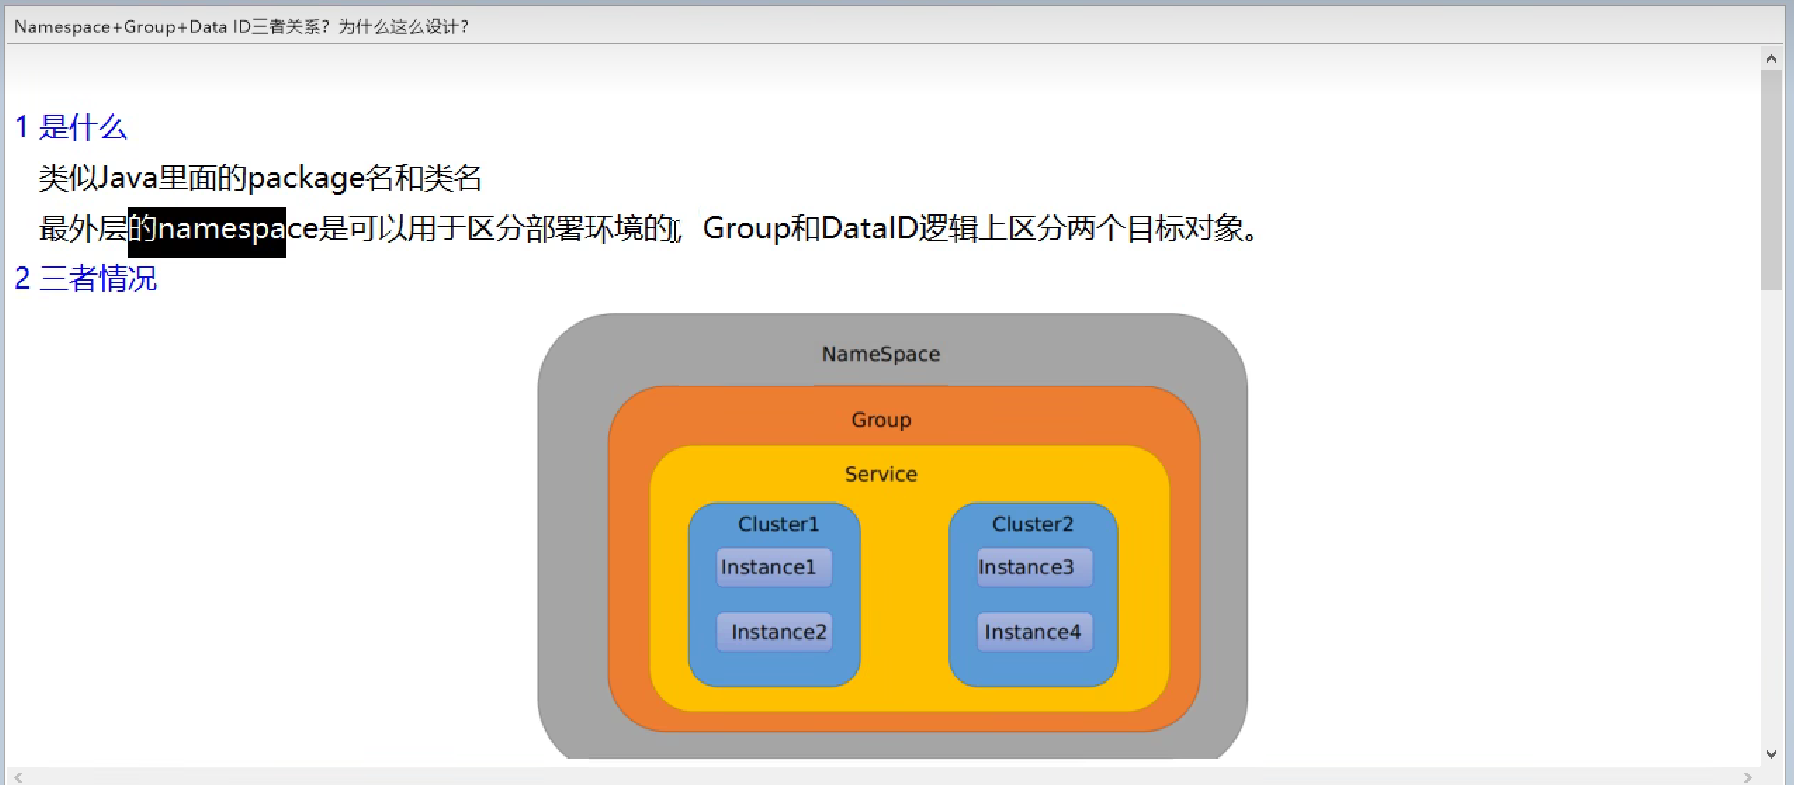 Namespace+Group+Data ID三者关系？为什么这么设计？
1 是什么
类似Java里面的package名和类名
最外层的namespace是可以用于区分部署环境的，Group和DataID逻辑上区分两个目标对象。
2 三者情况
NameSpace
Group
Service
Cluster1 Cluster2
Instance1 Instance3
Instance2 Instance4